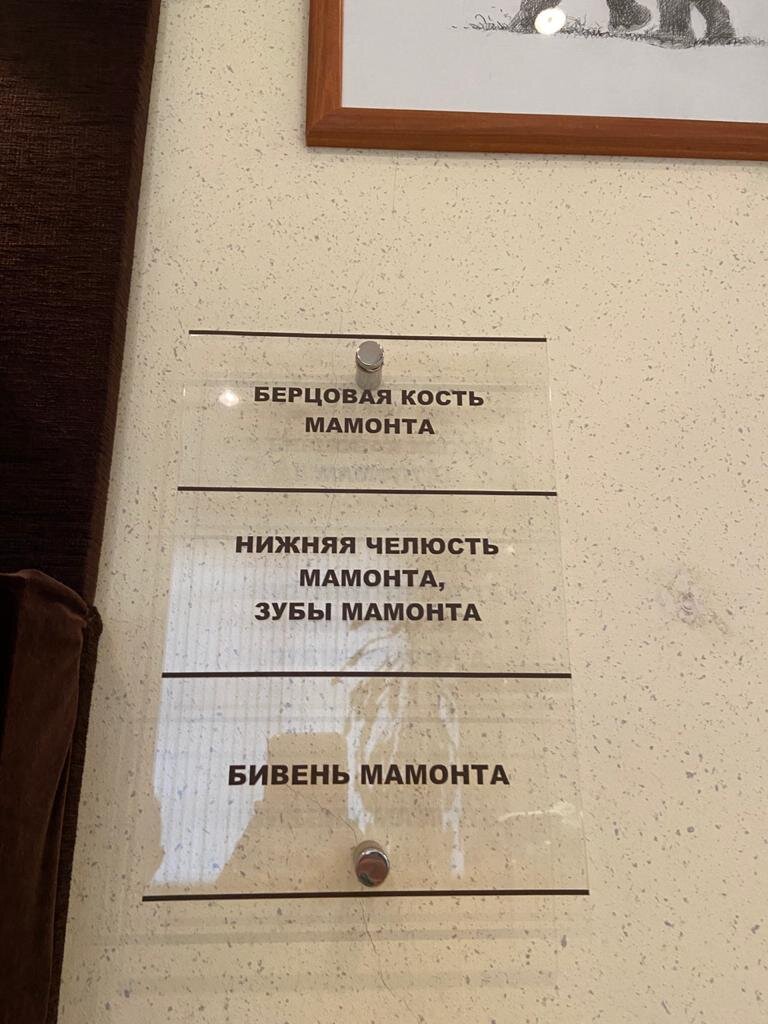 БЕРЦОВАЯ КОСТЬ
МАМОНТА
НИЖНЯЯ ЧЕЛЮСТЬ
МАМОНТА,
ЗУБЫ МАМОНТА
БИВЕНЬ МАМОНТА